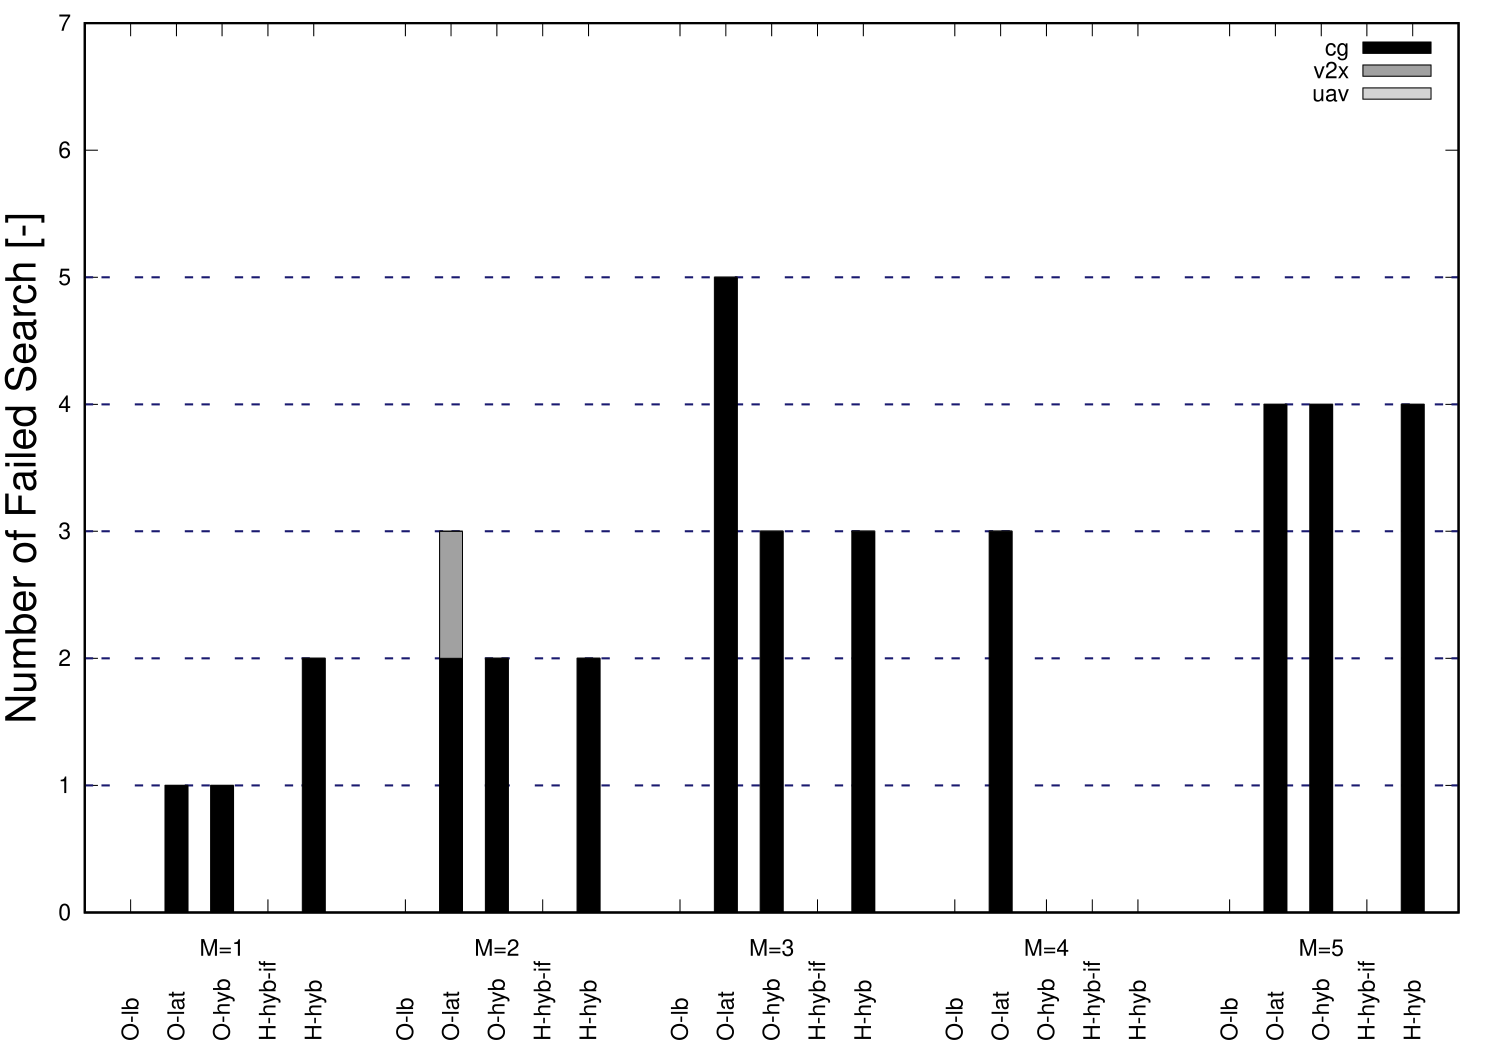 Number of Failed Search [-]
7
6
5
4
3
2
1
0
cg
v2x
uav
M=1
M=2
M=3
M=4
M=5
O-lb
O-lat
O-hyb
H-hyb-if
H-hyb
O-lb
O-lat
O-hyb
H-hyb-if
H-hyb
O-lb
O-lat
O-hyb
H-hyb-if
H-hyb
O-lb
O-lat
O-hyb
H-hyb-if
H-hyb
O-lb
O-lat
O-hyb
H-hyb-if
H-hyb